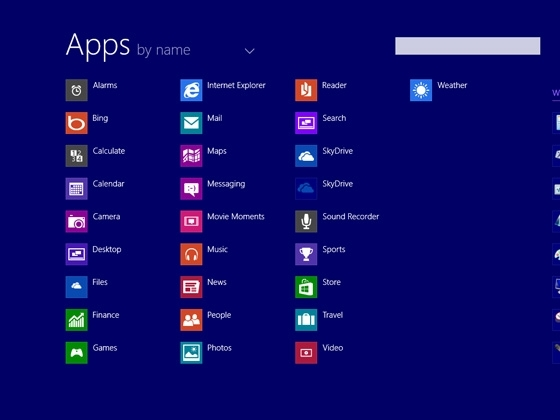 Apps by name
Alarms
Bing
Calculate
Calendar
Camera
Desktop
Files
Finance
Games
Internet Explorer
Mail
Maps
Messaging
Movie Moments
Music
News
People
Photos
Reader
Search
SkyDrive
SkyDrive
Sound Recorder
Sports
Store
Travel
Video
Weather
W